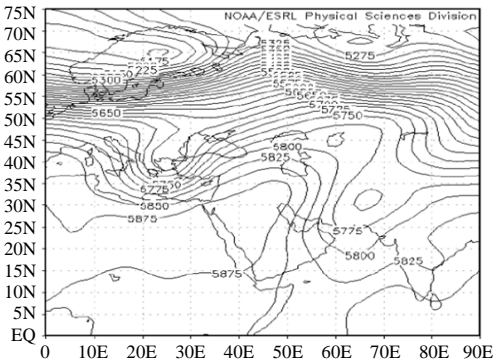 NOAA/ESRL Physical Sciences Division
75N
70N
5275
65N
5225
60N
5300
55N
5650
5750
50N
45N
5800
5825
40N
35N
5775
5850
30N
5875
25N
5775
20N
5800
5825
15N
5875
10N
5N
EQ
0 10E 20E 30E 40E 50E 60E 70E 80E 90E